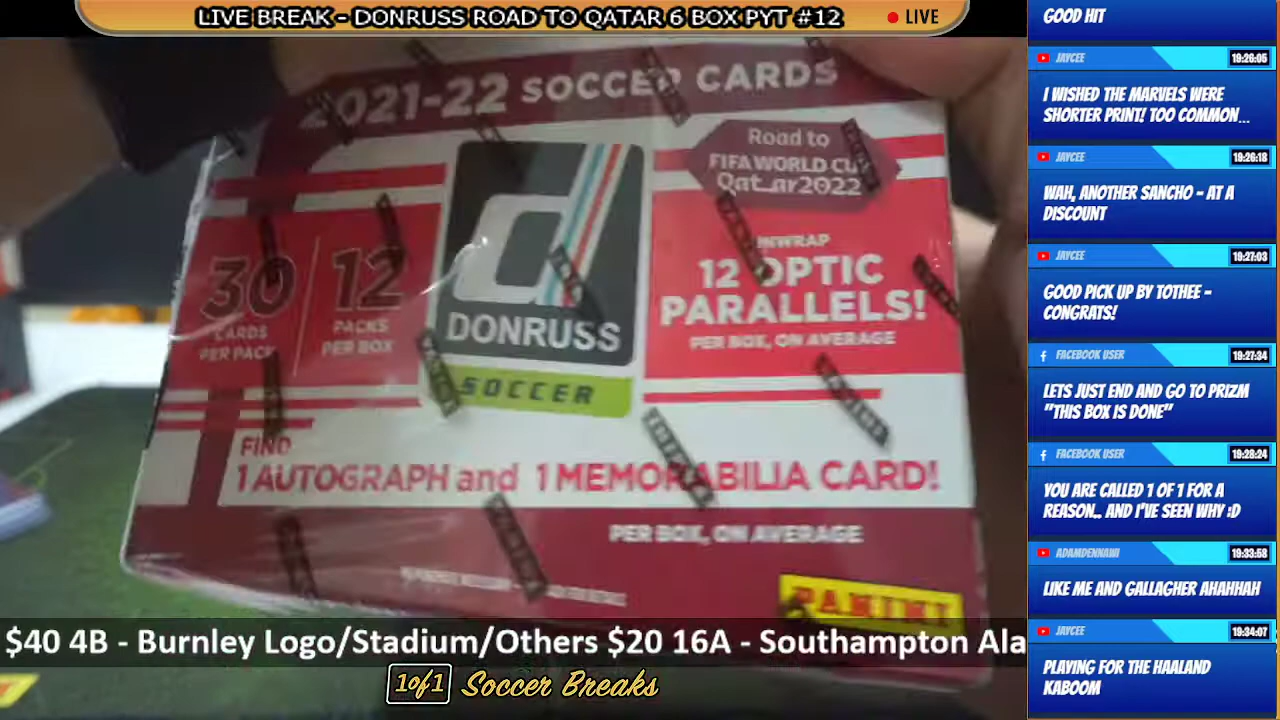 LIVE BREAK - DONRUSS ROAD TO QATAR 6 BOX PYT #12
LIVE
2021-22 SOCCER CARDS
Road to
FIFA WORLD CUP
Qatar2022
30
CARDS
PER PACK
12
PACKS
PER BOX
d
DONRUSS
SOCCER
INWRAP
12 OPTIC
PARALLELS!
PER BOX, ON AVERAGE
FIND
1 AUTOGRAPH and 1 MEMORABILIA CARD!
PER BOX, ON AVERAGE
PANINI
$40 4B - Burnley Logo/Stadium/Others $20 16A - Southampton Ala
1of1 Soccer Breaks
GOOD HIT
JAYCEE 19:26:05
I WISHED THE MARVELS WERE
SHORTER PRINT! TOO COMMON...
JAYCEE 19:26:18
WAH, ANOTHER SANCHO - AT A
DISCOUNT
JAYCEE 19:27:03
GOOD PICK UP BY TOTHEE -
CONGRATS!
FACEBOOK USER 19:27:34
LETS JUST END AND GO TO PRIZM
"THIS BOX IS DONE"
FACEBOOK USER 19:28:24
YOU ARE CALLED 1 OF 1 FOR A
REASON.. AND I'VE SEEN WHY :D
ADAMDENNAWI 19:33:58
LIKE ME AND GALLAGHER AHAHHAH
JAYCEE 19:34:07
PLAYING FOR THE HAALAND
KABOOM